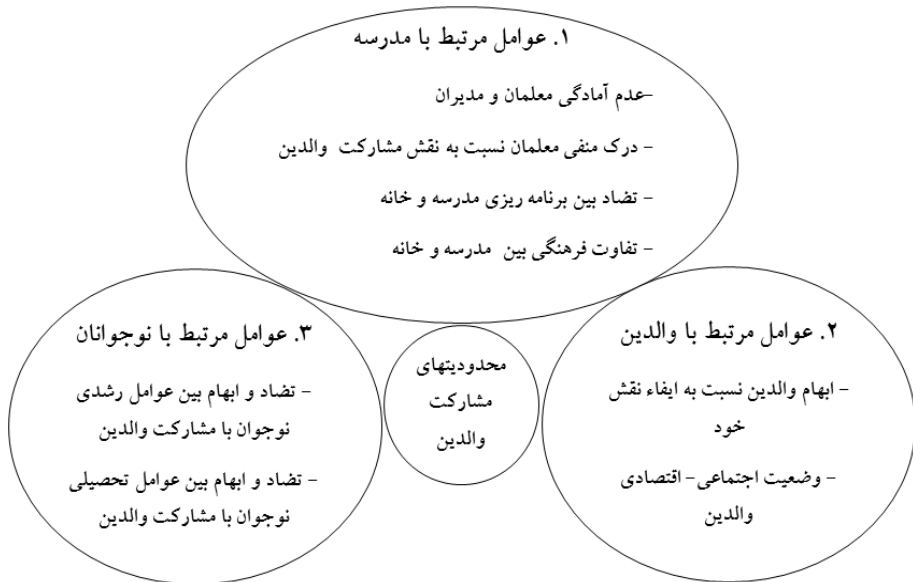 ۱. عوامل مرتبط با مدرسه
-عدم آمادگی معلمان و مدیران
- درک منفی معلمان نسبت به نقش مشارکت والدین
- تضاد بین برنامه ریزی مدرسه و خانه
- تفاوت فرهنگی بین مدرسه و خانه
۲. عوامل مرتبط با والدین
- ابهام والدین نسبت به ایفاء نقش
خود
- وضعیت اجتماعی- اقتصادی
والدین
محدودیتهای
مشارکت
والدین
۳. عوامل مرتبط با نوجوانان
- تضاد و ابهام بین عوامل رشدی
نوجوان با مشارکت والدین
- تضاد و ابهام بین عوامل تحصیلی
نوجوان با مشارکت والدین